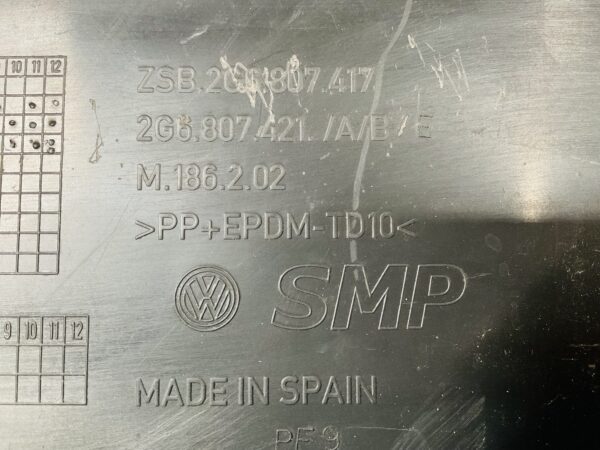 10 11 12
ZSB.2G6.807.417
2G6.807.421. /A/B/E
M.186.2.02
>PP+EPDM-TD10<
SMP
9 10 11 12
MADE IN SPAIN